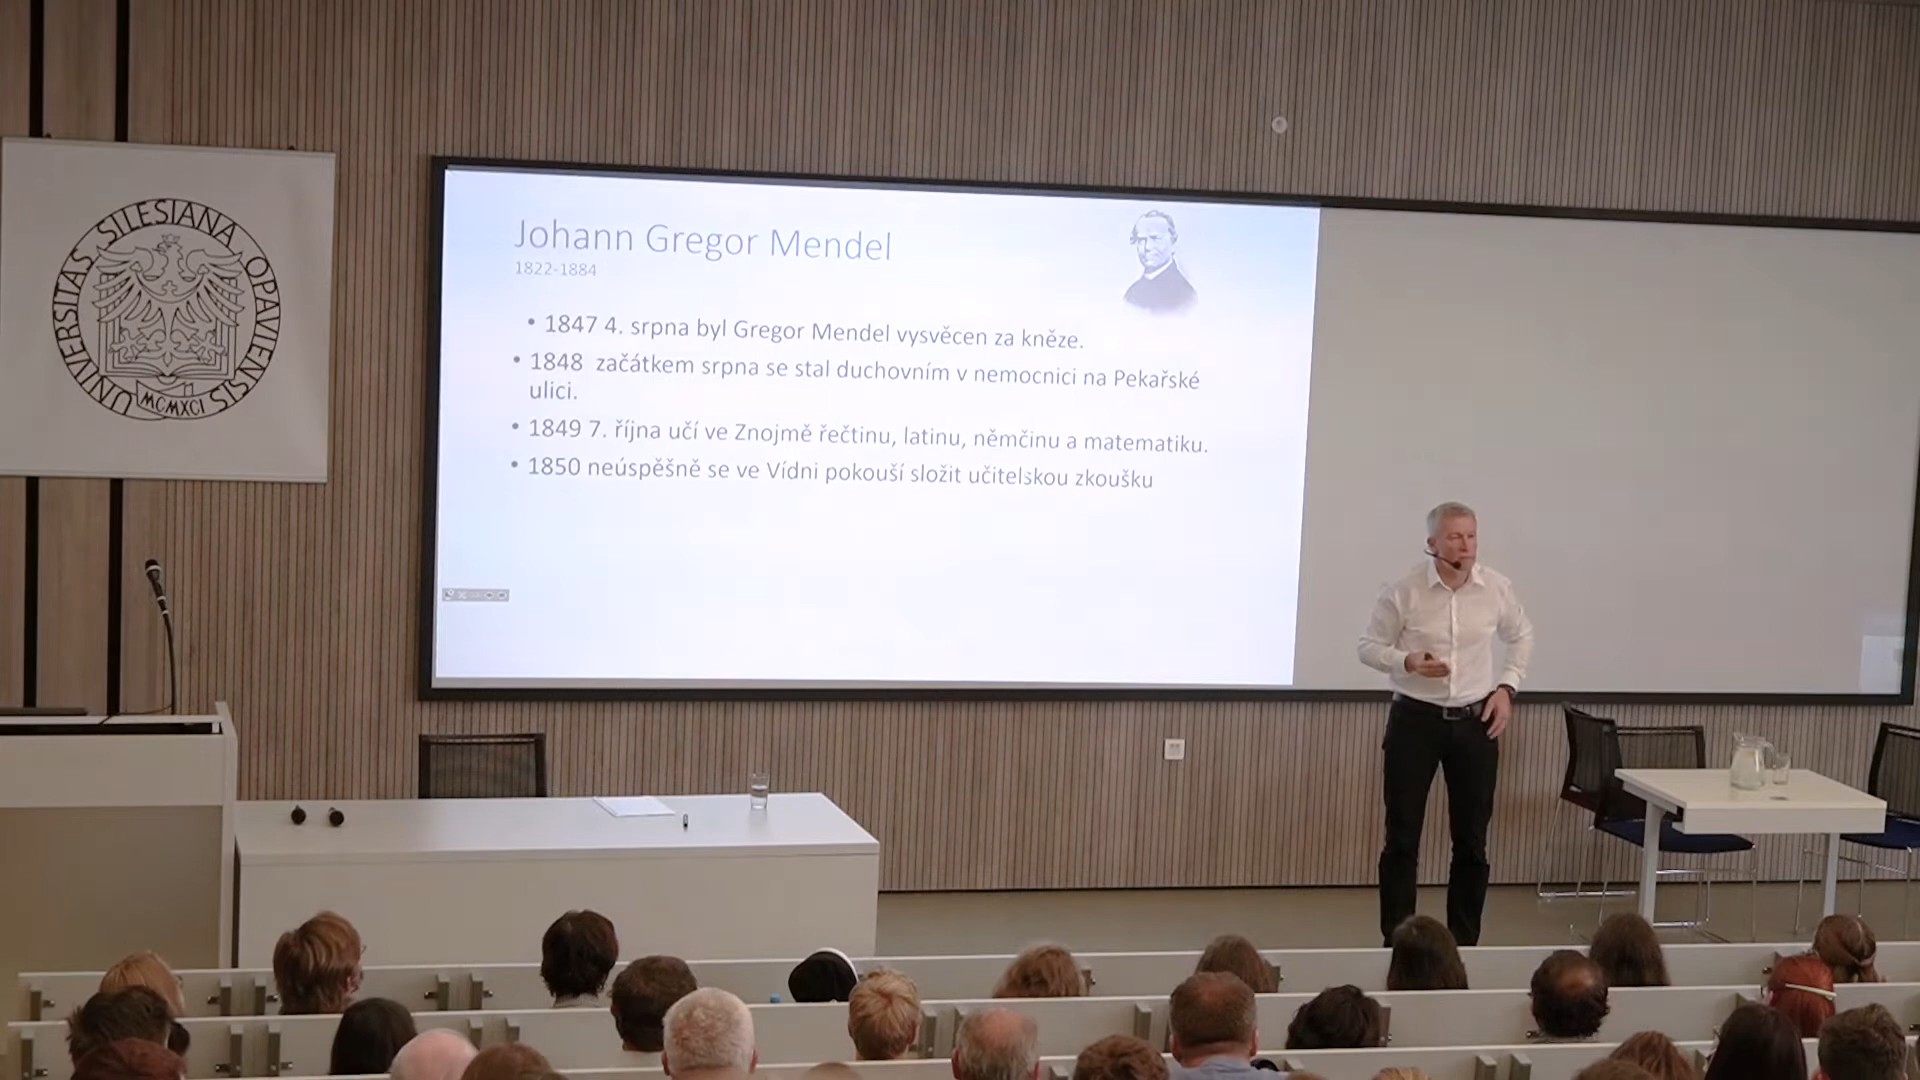 UNIVERSITAS SILESIANA OPAVIENSIS
MCMXCI
Johann Gregor Mendel
1822-1884
• 1847 4. srpna byl Gregor Mendel vysvěcen za kněze.
• 1848 začátkem srpna se stal duchovním v nemocnici na Pekařské
ulici.
• 1849 7. října učí ve Znojmě řečtinu, latinu, němčinu a matematiku.
• 1850 neúspěšně se ve Vídni pokouší složit učitelskou zkoušku